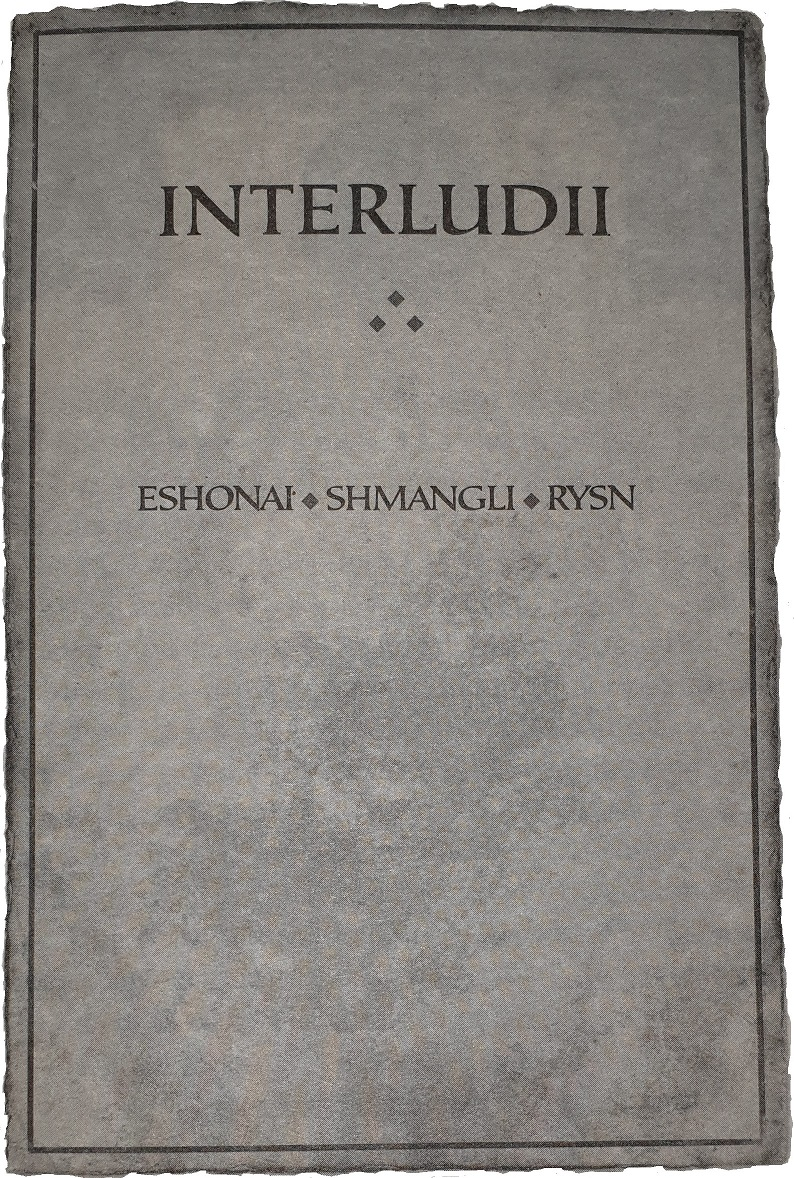 INTERLUDII
ESHONAI ◆ SHMANGLI ◆ RYSN